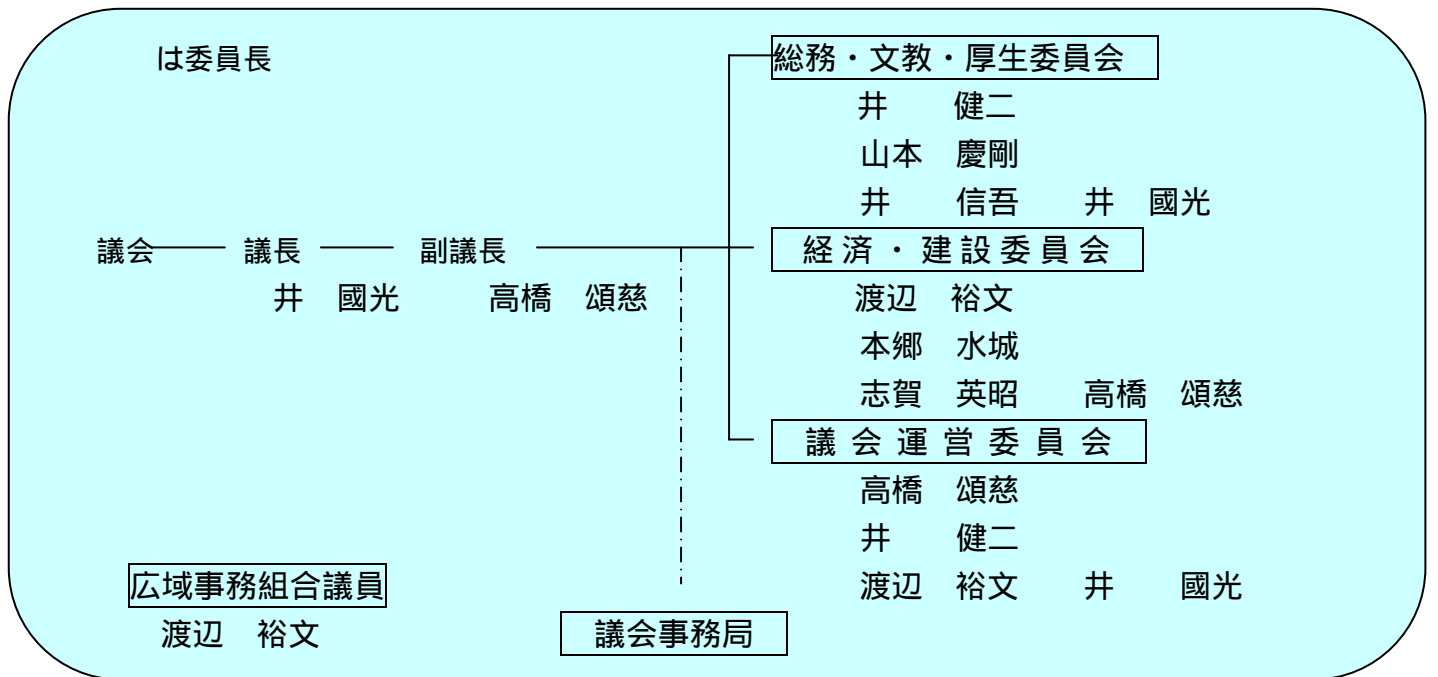 は委員長
総務・文教・厚生委員会
井　　健二
山本　慶剛
井　　信吾　　井　國光
議会　議長　副議長
井　國光　　高橋　頌慈
経済・建設委員会
渡辺　裕文
本郷　水城
志賀　英昭　　高橋　頌慈
議会運営委員会
高橋　頌慈
井　　健二
渡辺　裕文　　井　　國光
広域事務組合議員
渡辺　裕文
議会事務局